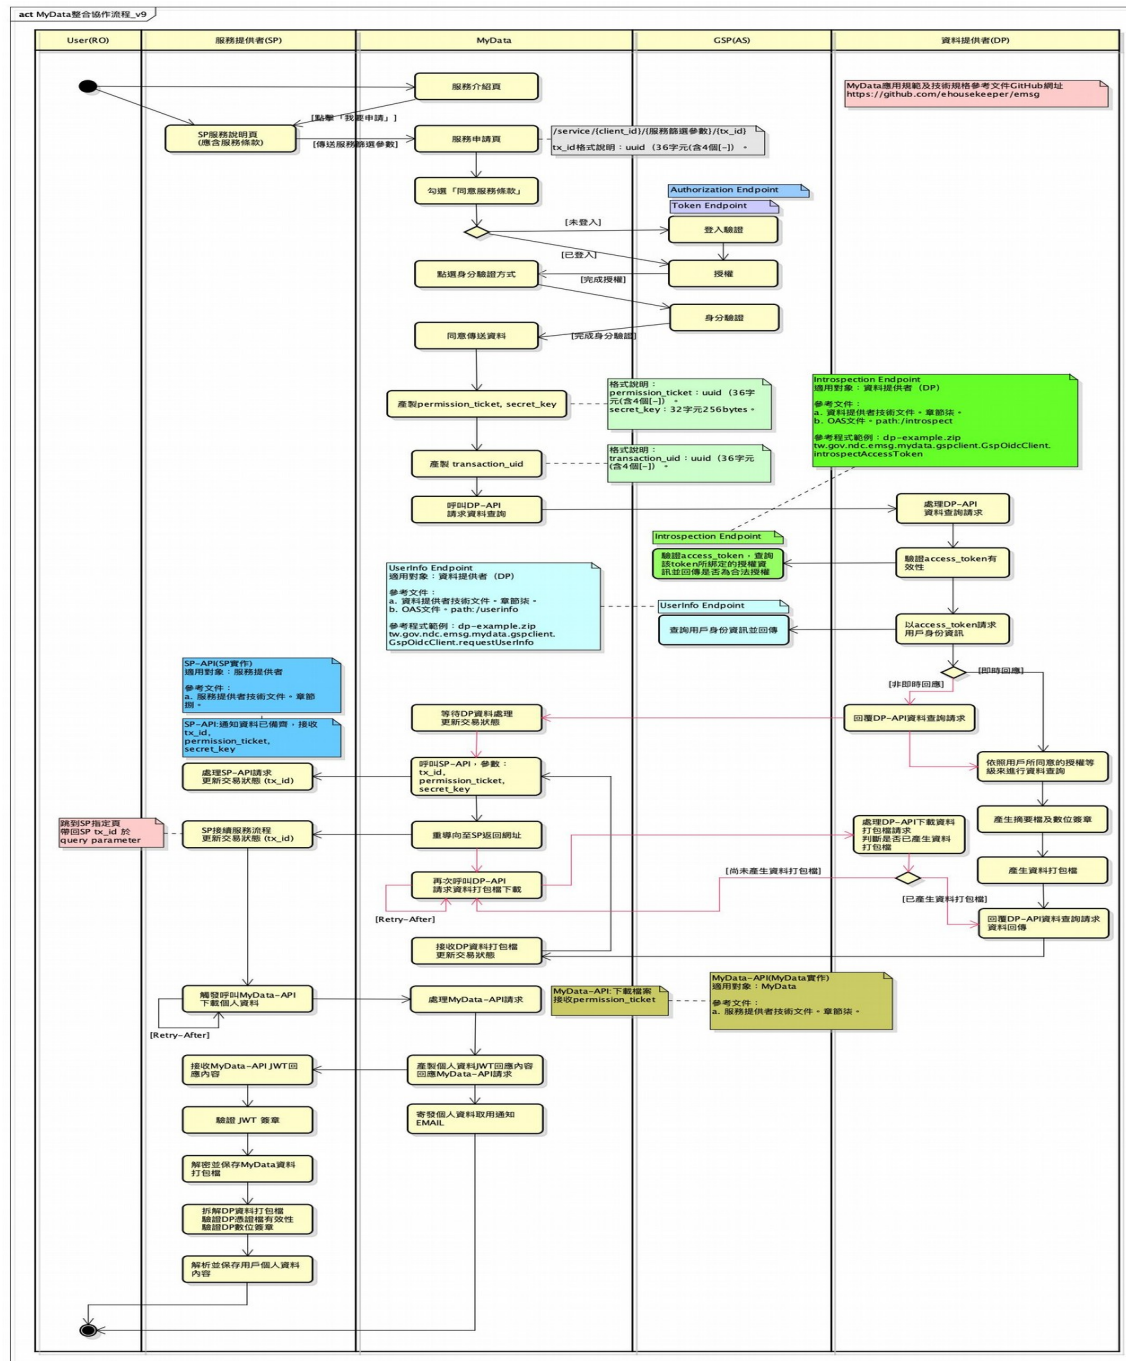 act MyData整合協作流程_v9
User(RO)
服務提供者(SP)
MyData
GSP(AS)
資料提供者(DP)
服務介紹頁
MyData應用規範及技術規格參考文件GitHub網址
https://github.com/ehousekeeper/emsg
[點擊「我要申請」]
SP服務說明頁
(應含服務條款)
[傳送服務篩選參數]
服務申請頁
/service/{client_id}/{服務篩選參數}/{tx_id}
tx_id格式說明：uuid（36字元(含4個[-]）。
勾選「同意服務條款」
Authorization Endpoint
Token Endpoint
[未登入]
登入驗證
[已登入]
點選身分驗證方式
[完成授權]
授權
身分驗證
同意傳送資料
[完成身分驗證]
產製permission_ticket, secret_key
格式說明：
permission_ticket：uuid（36字
元(含4個[-]）。
secret_key：32字元256bytes。
Introspection Endpoint
適用對象：資料提供者（DP）
參考文件：
a. 資料提供者技術文件。章節柒。
b. OAS文件。path:/introspect
參考程式範例：dp-example.zip
tw.gov.ndc.emsg.mydata.gspclient.GspOidcClient.
introspectAccessToken
產製 transaction_uid
格式說明：
transaction_uid：uuid（36字元
(含4個[-]）。
呼叫DP-API
請求資料查詢
處理DP-API
資料查詢請求
Introspection Endpoint
驗證access_token，查詢
該token所綁定的授權資
訊並回傳是否為合法授權
驗證access_token有
效性
UserInfo Endpoint
適用對象：資料提供者（DP）
參考文件：
a. 資料提供者技術文件。章節柒。
b. OAS文件。path:/userinfo
參考程式範例：dp-example.zip
tw.gov.ndc.emsg.mydata.gspclient.
GspOidcClient.requestUserInfo
UserInfo Endpoint
查詢用戶身份資訊並回傳
以access_token請求
用戶身份資訊
[即時回應]
[非即時回應]
SP-API(SP實作)
適用對象：服務提供者
參考文件：
a. 服務提供者技術文件。章節
捌。
SP-API:通知資料已備齊，接收
tx_id,
permission_ticket,
secret_key
等待DP資料處理
更新交易狀態
回覆DP-API資料查詢請求
處理SP-API請求
更新交易狀態 (tx_id)
呼叫SP-API，參數：
tx_id,
permission_ticket,
secret_key
依照用戶所同意的授權等
級來進行資料查詢
跳到SP指定頁
帶回SP tx_id 於
query parameter
SP接續服務流程
更新交易狀態 (tx_id)
重導向至SP返回網址
處理DP-API下載資料
打包檔請求
判斷是否已產生資料
打包檔
產生摘要檔及數位簽章
再次呼叫DP-API
請求資料打包檔下載
[尚未產生資料打包檔]
產生資料打包檔
[已產生資料打包檔]
[Retry-After]
回覆DP-API資料查詢請求
資料回傳
接收DP資料打包檔
更新交易狀態
觸發呼叫MyData-API
下載個人資料
處理MyData-API請求
MyData-API:下載檔案
接收permission_ticket
MyData-API(MyData實作)
適用對象：MyData
參考文件：
a. 服務提供者技術文件。章節柒。
[Retry-After]
接收MyData-API JWT回
應內容
產製個人資料JWT回應內容
回應MyData-API請求
驗證 JWT 簽章
寄發個人資料取用通知
EMAIL
解密並保存MyData資料
打包檔
拆解DP資料打包檔
驗證DP憑證檔有效性
驗證DP數位簽章
解析並保存用戶個人資料
內容